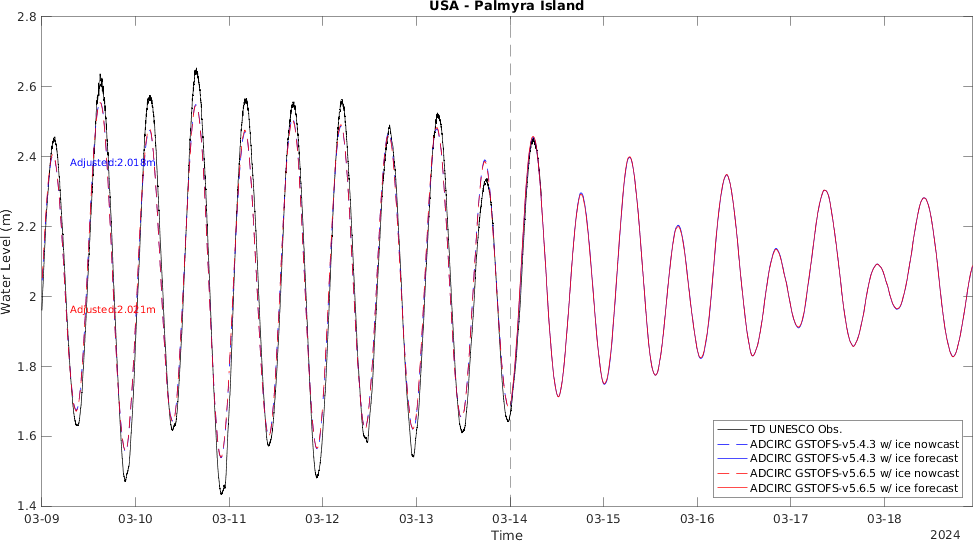 USA - Palmyra Island
2.8
2.6
2.4
2.2
2
1.8
1.6
1.4
Water Level (m)
Adjusted:2.018m
Adjusted:2.021m
TD UNESCO Obs.
ADCIRC GSTOFS-v5.4.3 w/ ice nowcast
ADCIRC GSTOFS-v5.4.3 w/ ice forecast
ADCIRC GSTOFS-v5.6.5 w/ ice nowcast
ADCIRC GSTOFS-v5.6.5 w/ ice forecast
03-09 03-10 03-11 03-12 03-13 03-14 03-15 03-16 03-17 03-18
Time
2024